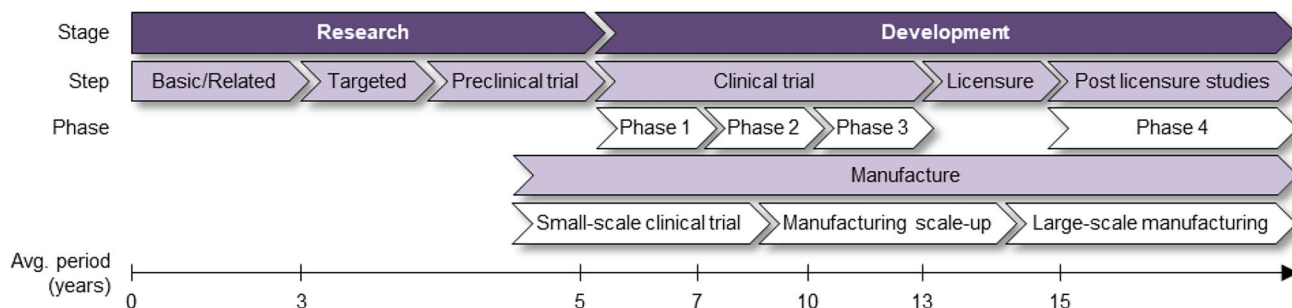 Stage Research Development
Step Basic/Related Targeted Preclinical trial Clinical trial Licensure Post licensure studies
Phase Phase 1 Phase 2 Phase 3 Phase 4
Manufacture
Small-scale clinical trial Manufacturing scale-up Large-scale manufacturing
Avg. period
(years)
0 3 5 7 10 13 15